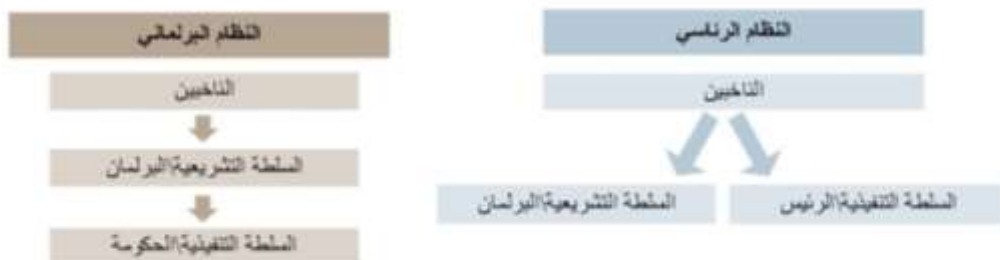 النظام الرئاسي
الناخبين
السلطة التنفيذية\الرئيس
السلطة التشريعية\البرلمان
النظام البرلماني
الناخبين
السلطة التشريعية\البرلمان
السلطة التنفيذية\الحكومة